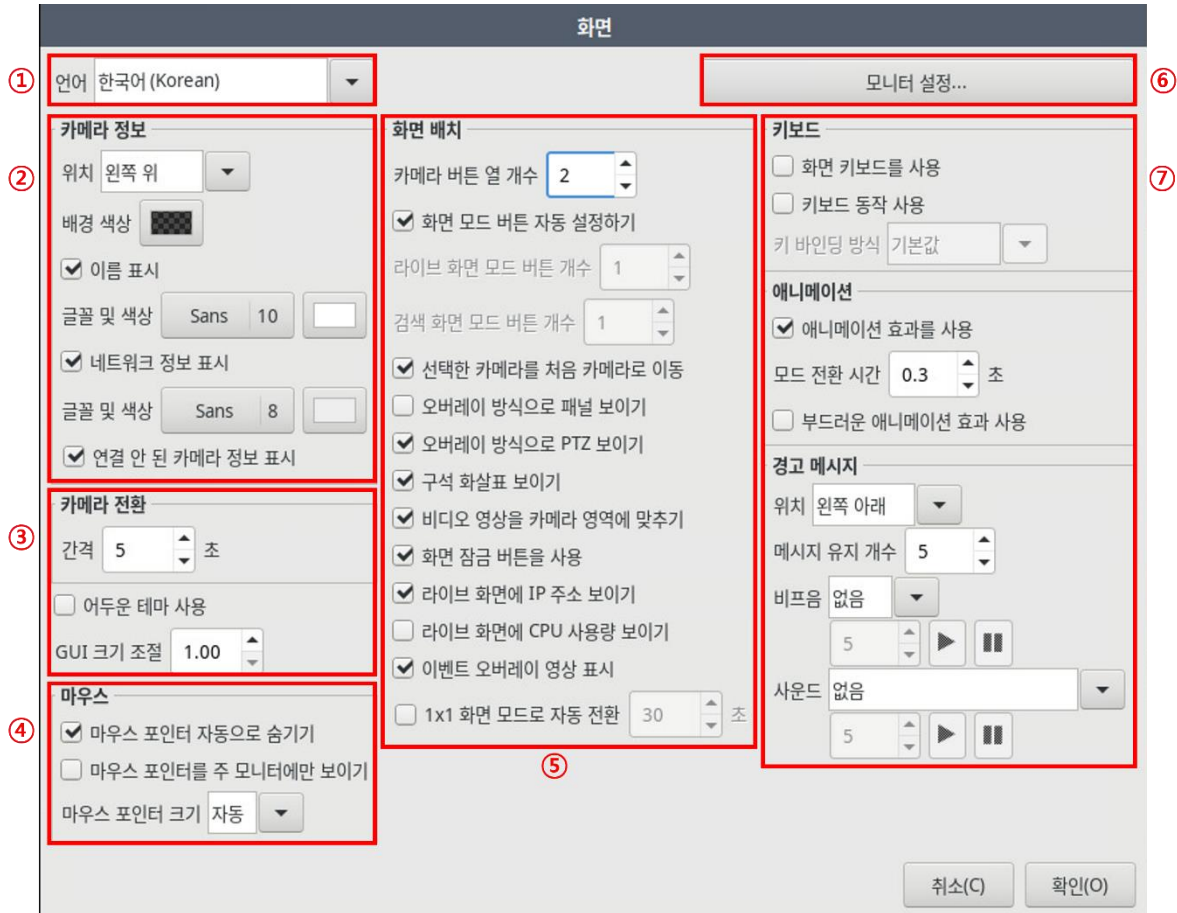 화면
① 언어 한국어 (Korean)
모니터 설정... ⑥
카메라 정보
② 위치 왼쪽 위
배경 색상
이름 표시
글꼴 및 색상 Sans 10
네트워크 정보 표시
글꼴 및 색상 Sans 8
연결 안 된 카메라 정보 표시
카메라 전환
③ 간격 5 초
어두운 테마 사용
GUI 크기 조절 1.00
마우스
④ 마우스 포인터 자동으로 숨기기
마우스 포인터를 주 모니터에만 보이기
마우스 포인터 크기 자동
화면 배치
카메라 버튼 열 개수 2
화면 모드 버튼 자동 설정하기
라이브 화면 모드 버튼 개수 1
검색 화면 모드 버튼 개수 1
선택한 카메라를 처음 카메라로 이동
오버레이 방식으로 패널 보이기
오버레이 방식으로 PTZ 보이기
구석 화살표 보이기
비디오 영상을 카메라 영역에 맞추기
화면 잠금 버튼을 사용
라이브 화면에 IP 주소 보이기
라이브 화면에 CPU 사용량 보이기
이벤트 오버레이 영상 표시
1x1 화면 모드로 자동 전환 30 초
⑤
키보드
화면 키보드를 사용
⑦
키보드 동작 사용
키 바인딩 방식 기본값
애니메이션
애니메이션 효과를 사용
모드 전환 시간 0.3 초
부드러운 애니메이션 효과 사용
경고 메시지
위치 왼쪽 아래
메시지 유지 개수 5
비프음 없음
5
사운드 없음
5
취소(C) 확인(O)